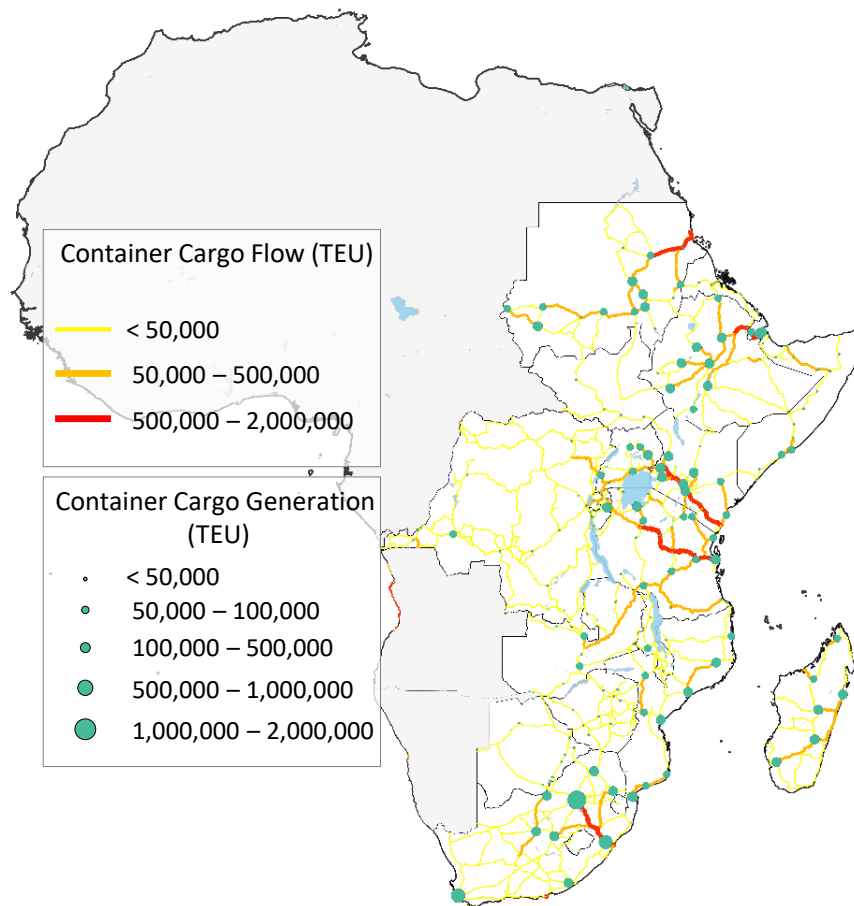 Container Cargo Flow (TEU)
< 50,000
50,000 – 500,000
500,000 – 2,000,000
Container Cargo Generation
(TEU)
< 50,000
50,000 – 100,000
100,000 – 500,000
500,000 – 1,000,000
1,000,000 – 2,000,000